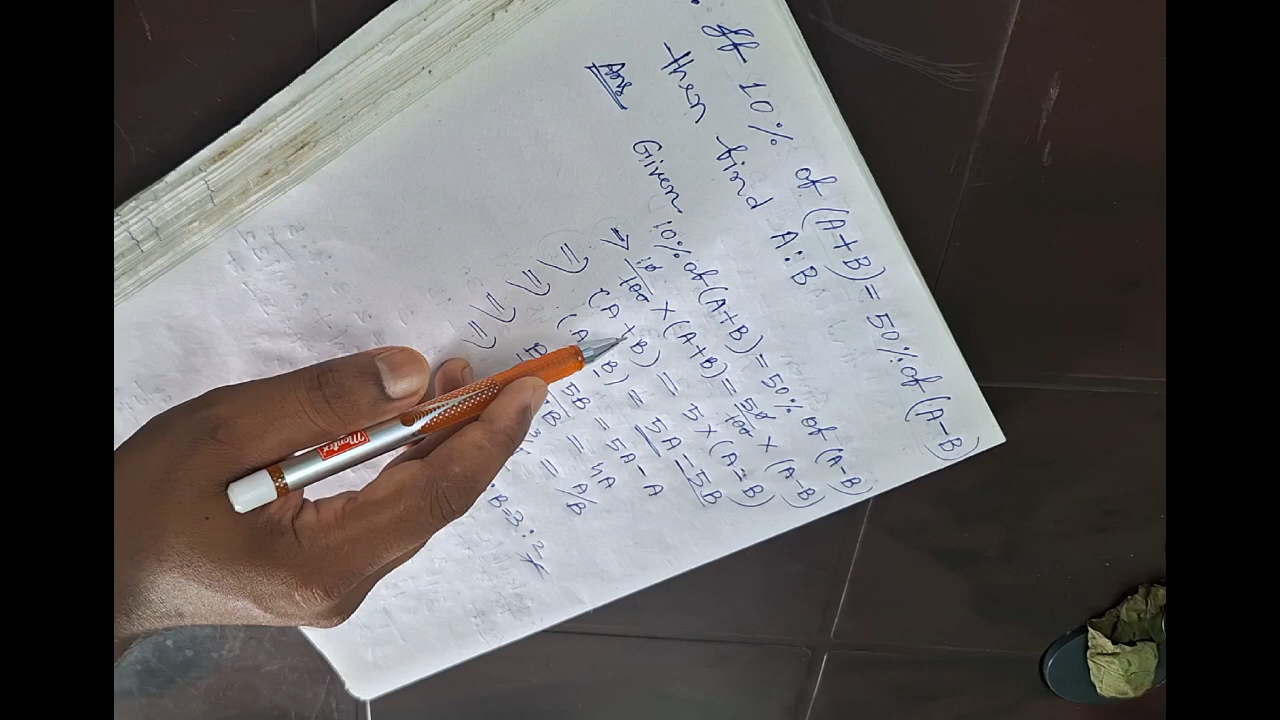 If 10% of (A+B) = 50% of (A-B)
then find A:B
Ans
Given 10% of (A+B) = 50% of (A-B)
⇒ 10/100 × (A+B) = 50/100 × (A-B)
⇒ (A+B) = 5×(A-B)
⇒ (A B) = 5A-5B
⇒ 5B = 5A-A
⇒ B = 4A
= A/B
B=3:2
Montex